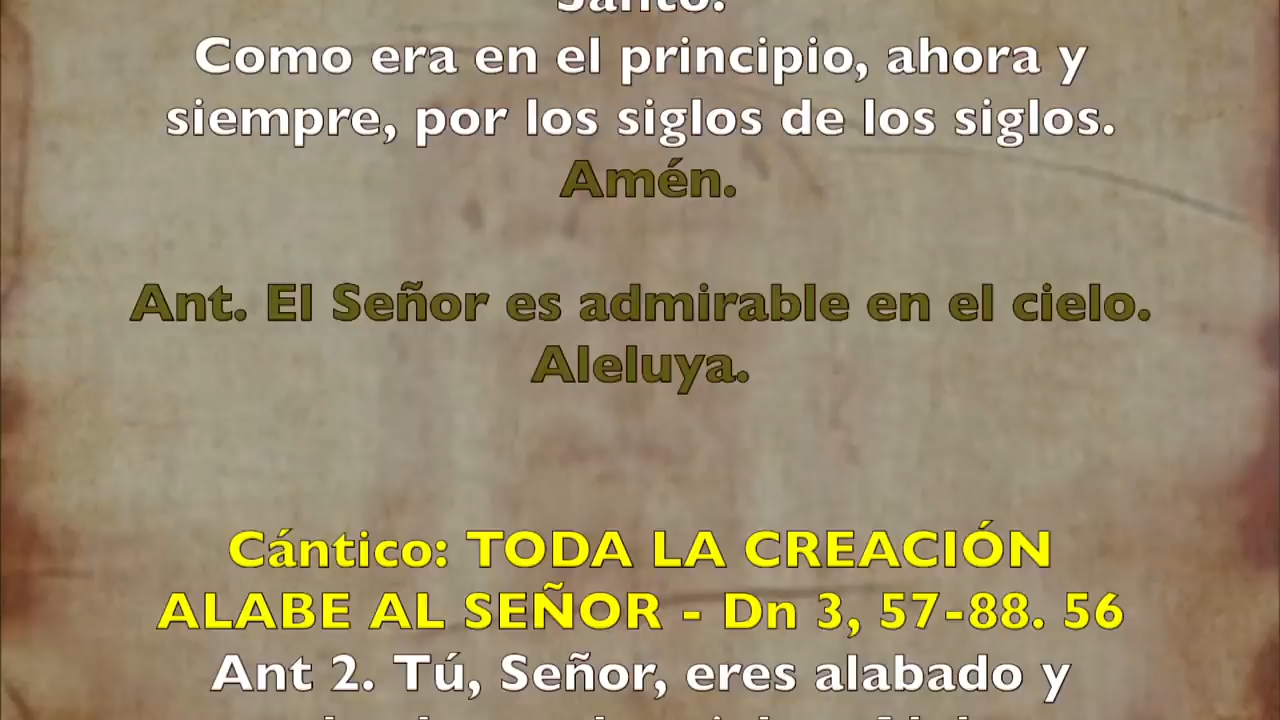 Santo.
Como era en el principio, ahora y
siempre, por los siglos de los siglos.
Amén.
Ant. El Señor es admirable en el cielo.
Aleluya.
Cántico: TODA LA CREACIÓN
ALABE AL SEÑOR - Dn 3, 57-88. 56
Ant 2. Tú, Señor, eres alabado y